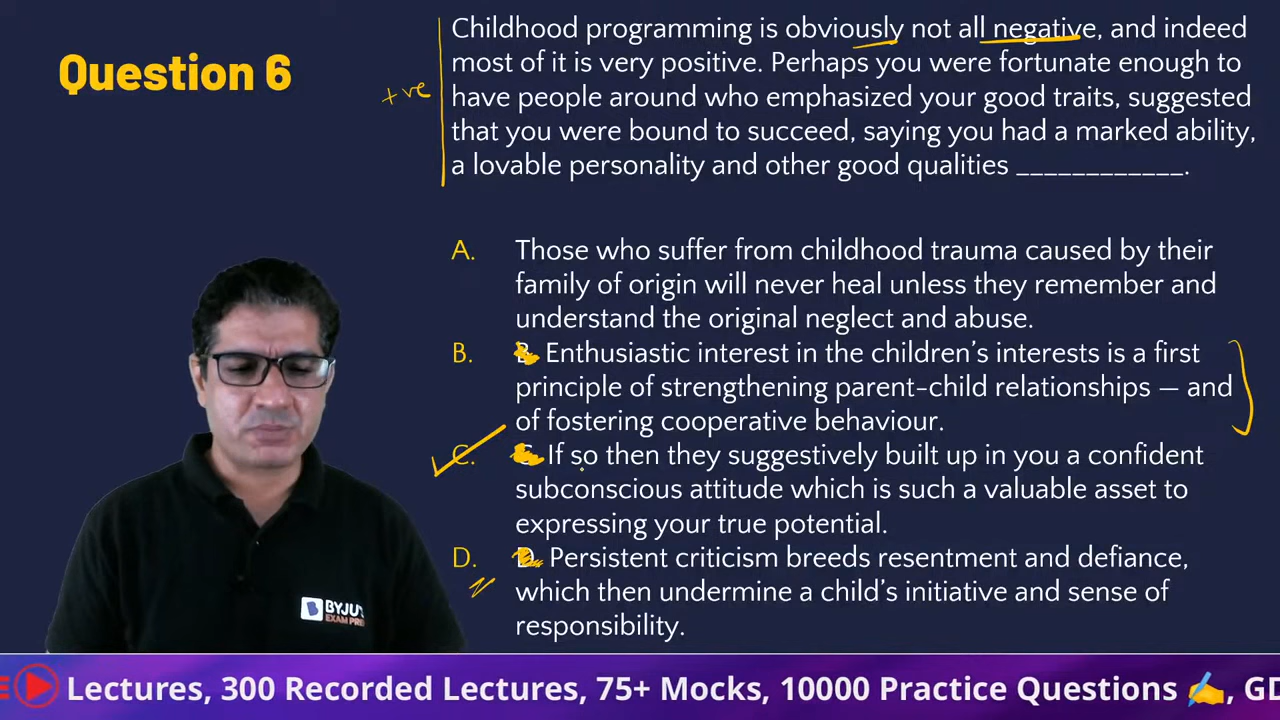 Question 6
Childhood programming is obviously not all negative, and indeed
most of it is very positive. Perhaps you were fortunate enough to
+ve
have people around who emphasized your good traits, suggested
that you were bound to succeed, saying you had a marked ability,
a lovable personality and other good qualities ____________.
A. Those who suffer from childhood trauma caused by their
family of origin will never heal unless they remember and
understand the original neglect and abuse.
B. Enthusiastic interest in the children's interests is a first
principle of strengthening parent-child relationships — and
of fostering cooperative behaviour.
C. If so then they suggestively built up in you a confident
subconscious attitude which is such a valuable asset to
expressing your true potential.
D. D. Persistent criticism breeds resentment and defiance,
which then undermine a child's initiative and sense of
responsibility.
BYJU'S
EXAM PREP
Lectures, 300 Recorded Lectures, 75+ Mocks, 10000 Practice Questions ✍️, GD